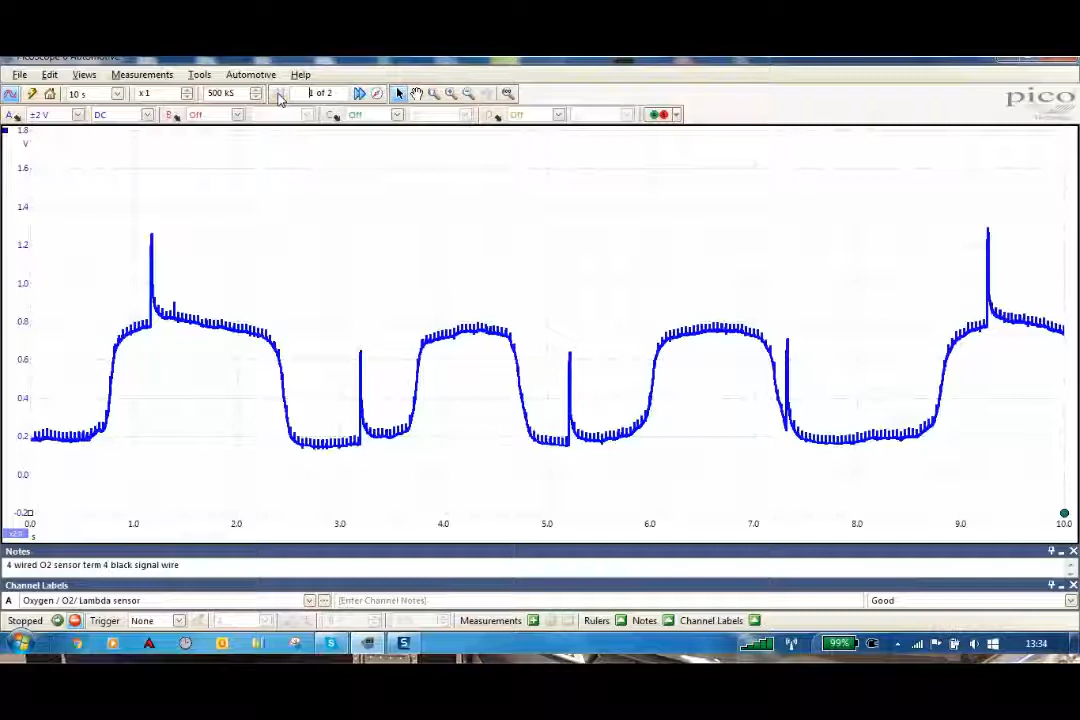 PicoScope 6 Automotive
File Edit Views Measurements Tools Automotive Help
10 s x 1 500 kS 1 of 2
A ±2 V DC B Off C Off D Off
pico
Technology
1.8
V
1.6
1.4
1.2
1.0
0.8
0.6
0.4
0.2
0.0
-0.2
0.0 1.0 2.0 3.0 4.0 5.0 6.0 7.0 8.0 9.0 10.0
s
Notes
4 wired O2 sensor term 4 black signal wire
Channel Labels
A Oxygen / O2/ Lambda sensor [Enter Channel Notes] Good
Stopped Trigger None Measurements Rulers Notes Channel Labels
99% 13:34